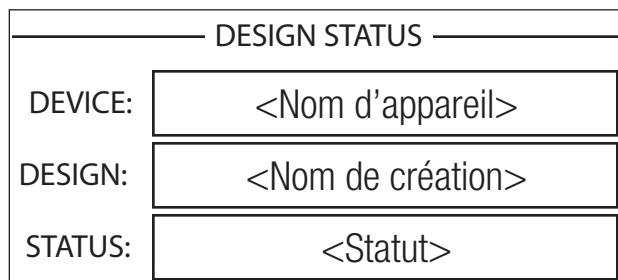 DESIGN STATUS
DEVICE: <Nom d’appareil>
DESIGN: <Nom de création>
STATUS: <Statut>